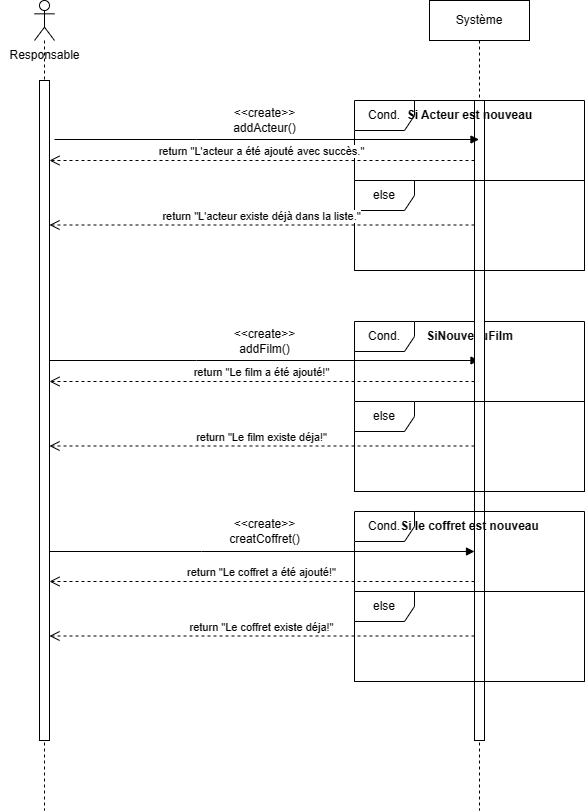 Responsable
Système
<<create>>
addActeur()
Cond.
Si Acteur est nouveau
return "L'acteur a été ajouté avec succès."
else
return "L'acteur existe déjà dans la liste."
<<create>>
addFilm()
Cond.
SiNouveauFilm
return "Le film a été ajouté!"
else
return "Le film existe déja!"
<<create>>
creatCoffret()
Cond.
Si le coffret est nouveau
return "Le coffret a été ajouté!"
else
return "Le coffret existe déja!"